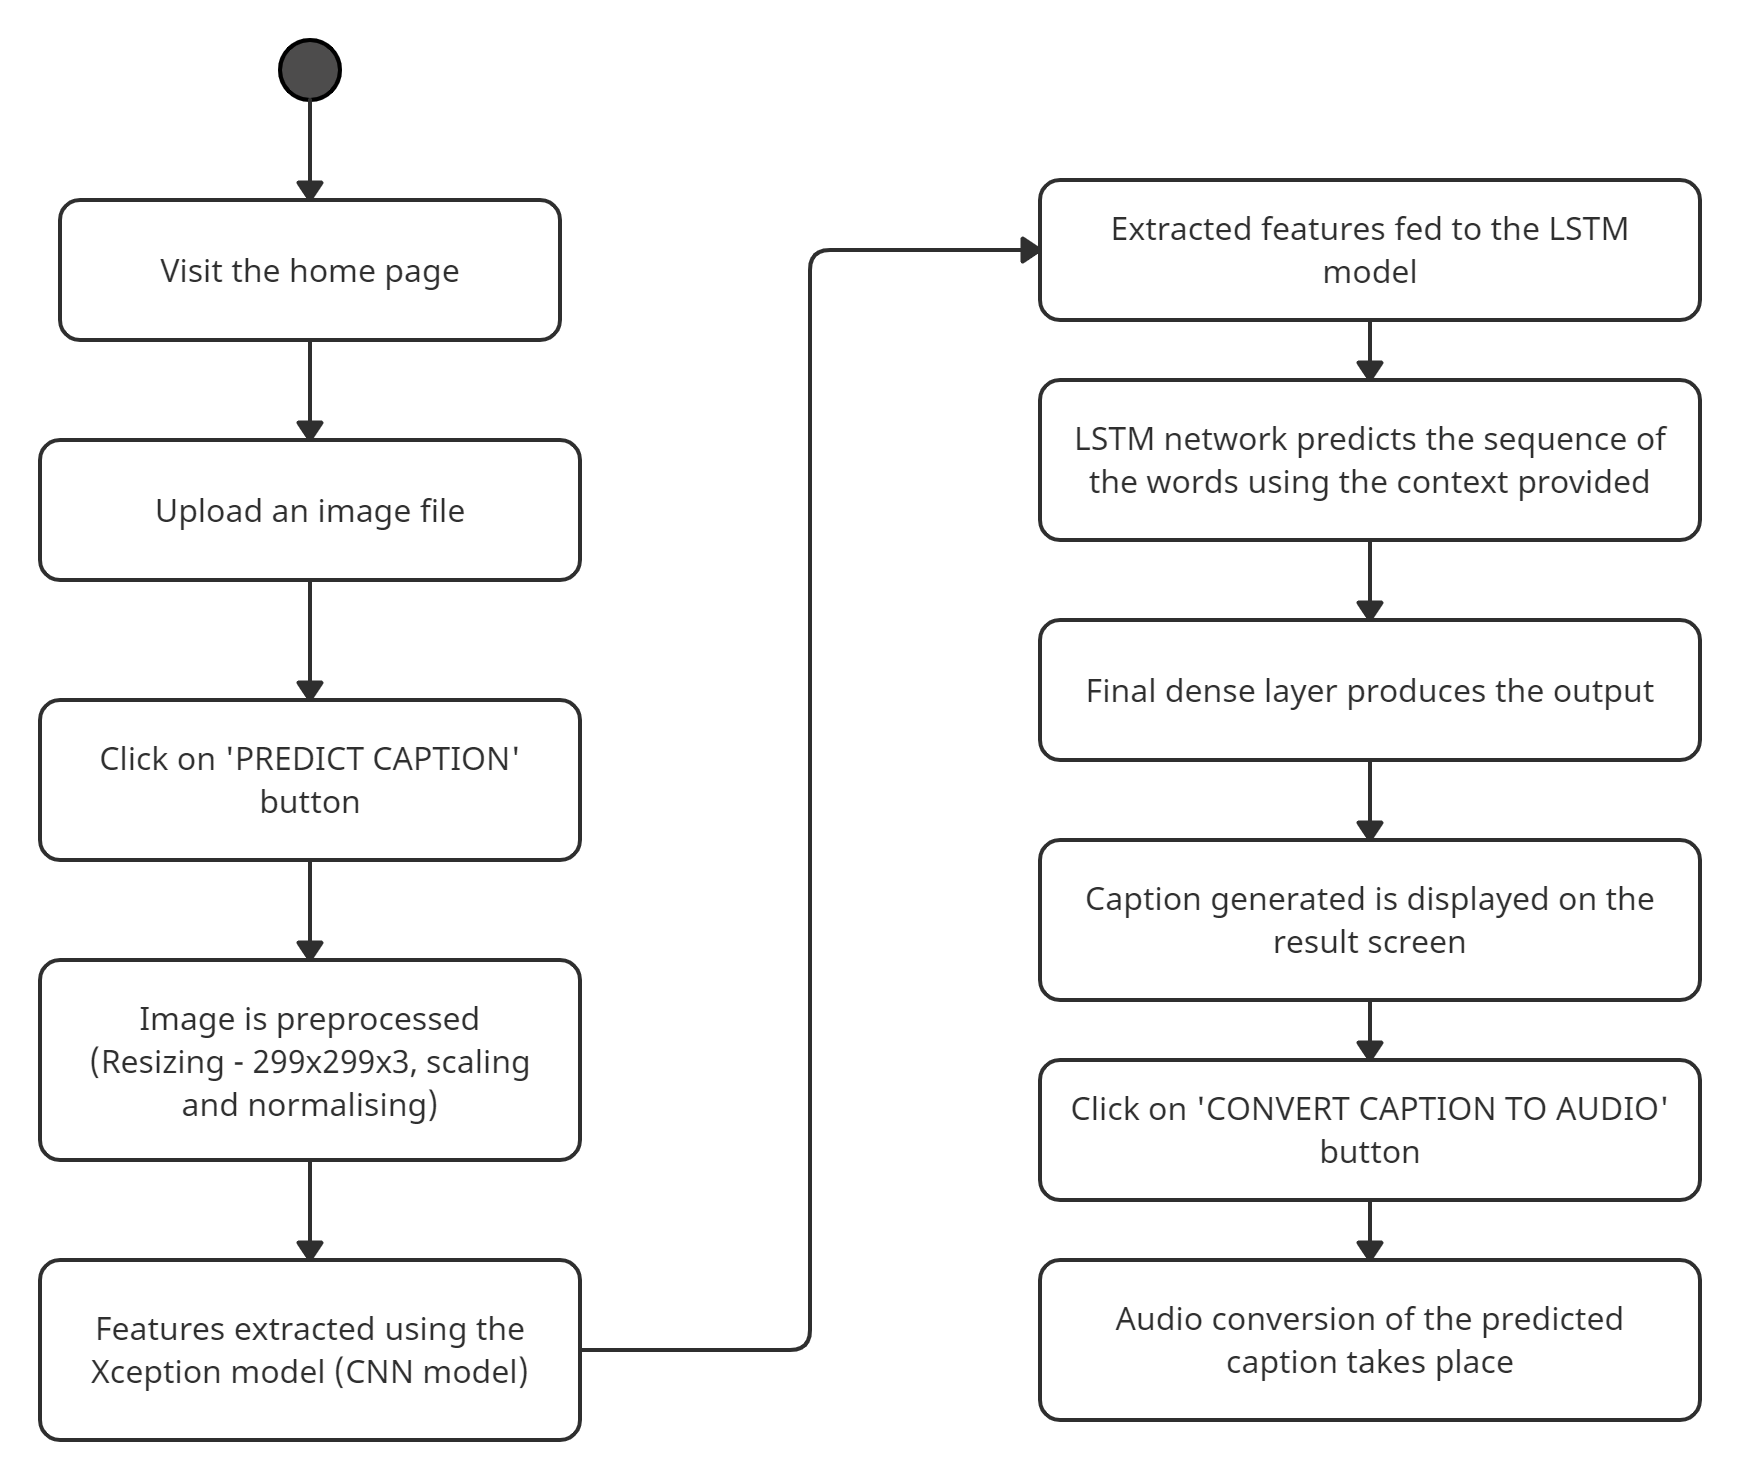 Visit the home page
Upload an image file
Click on 'PREDICT CAPTION'
button
Image is preprocessed
(Resizing - 299x299x3, scaling
and normalising)
Features extracted using the
Xception model (CNN model)
Extracted features fed to the LSTM
model
LSTM network predicts the sequence of
the words using the context provided
Final dense layer produces the output
Caption generated is displayed on the
result screen
Click on 'CONVERT CAPTION TO AUDIO'
button
Audio conversion of the predicted
caption takes place